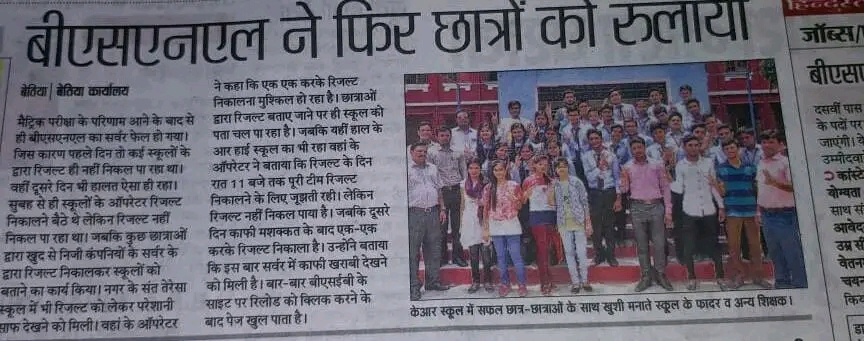 बीएसएनएल ने फिर छात्रों को रुलाया
बेतिया | बेतिया कार्यालय
मैट्रिक परीक्षा के परिणाम आने के बाद से
ही बीएसएनएल का सर्वर फेल हो गया।
जिस कारण पहले दिन तो कई स्कूलों के
द्वारा रिजल्ट ही नहीं निकल पा रहा था।
वहीं दूसरे दिन भी हालत ऐसा ही रहा।
सुबह से ही स्कूलों के ऑपरेटर रिजल्ट
निकालने बैठे थे लेकिन रिजल्ट नहीं
निकल पा रहा था। जबकि कुछ छात्राओं
द्वारा खुद से निजी कंपनियों के सर्वर के
द्वारा रिजल्ट निकालकर स्कूलों को
बताने का कार्य किया। नगर के संत तेरेसा
स्कूल में भी रिजल्ट को लेकर परेशानी
साफ देखने को मिली। वहां के ऑपरेटर
ने कहा कि एक एक करके रिजल्ट
निकालना मुश्किल हो रहा है। छात्राओं
द्वारा रिजल्ट बताए जाने पर ही स्कूल को
पता चल पा रहा है। जबकि यहीं हाल के
आर हाई स्कूल का भी रहा वहां के
ऑपरेटर ने बताया कि रिजल्ट के दिन
रात 11 बजे तक पूरी टीम रिजल्ट
निकालने के लिए जूझती रही। लेकिन
रिजल्ट नहीं निकल पाया है। जबकि दूसरे
दिन काफी मशक्कत के बाद एक-एक
करके रिजल्ट निकाला है। उन्होंने बताया
कि इस बार सर्वर में काफी खराबी देखने
को मिली है। बार-बार बीएसईबी के
साइट पर रिलोड को क्लिक करने के
बाद पेज खुल पाता है।
केआर स्कूल में सफल छात्र-छात्राओं के साथ खुशी मनाते स्कूल के फादर व अन्य शिक्षक।
जॉब्स/
बीएसए
दसवीं पास
के पदों पर
जाएंगी। ये
उम्मीदव
कांस्टे
योग्यता
साथ सं
आवेद
उम्र स
वेतन
चय